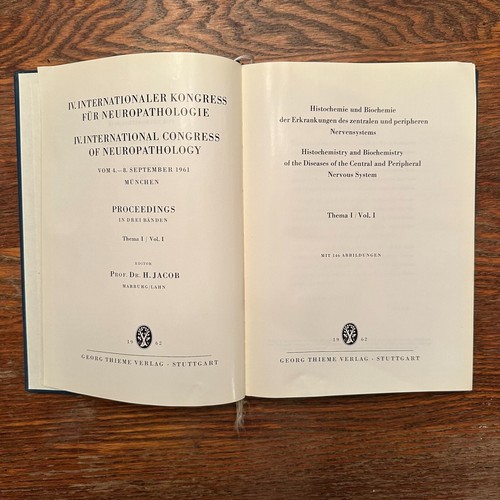 IV. INTERNATIONALER KONGRESS
FÜR NEUROPATHOLOGIE
IV. INTERNATIONAL CONGRESS
OF NEUROPATHOLOGY
VOM 4.–8. SEPTEMBER 1961
MÜNCHEN
PROCEEDINGS
IN DREI BÄNDEN
Thema I / Vol. I
EDITOR
PROF. DR. H. JACOB
MARBURG/LAHN
19 62
GEORG THIEME VERLAG · STUTTGART
Histochemie und Biochemie
der Erkrankungen des zentralen und peripheren
Nervensystems
Histochemistry and Biochemistry
of the Diseases of the Central and Peripheral
Nervous System
Thema I / Vol. I
MIT 146 ABBILDUNGEN
19 62
GEORG THIEME VERLAG · STUTTGART